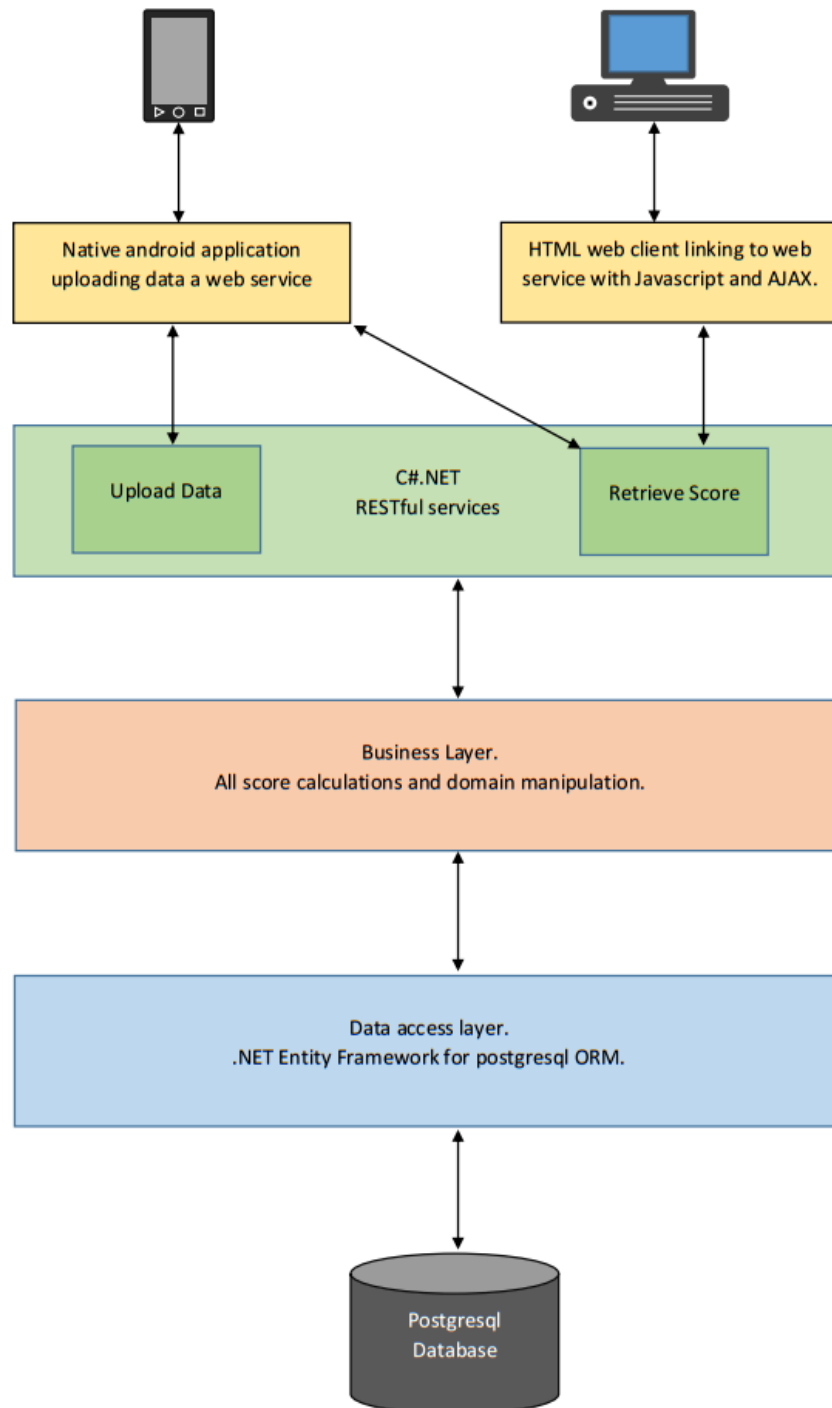 Native android application
uploading data a web service
HTML web client linking to web
service with Javascript and AJAX.
Upload Data
C#.NET
RESTful services
Retrieve Score
Business Layer.
All score calculations and domain manipulation.
Data access layer.
.NET Entity Framework for postgresql ORM.
Postgresql
Database